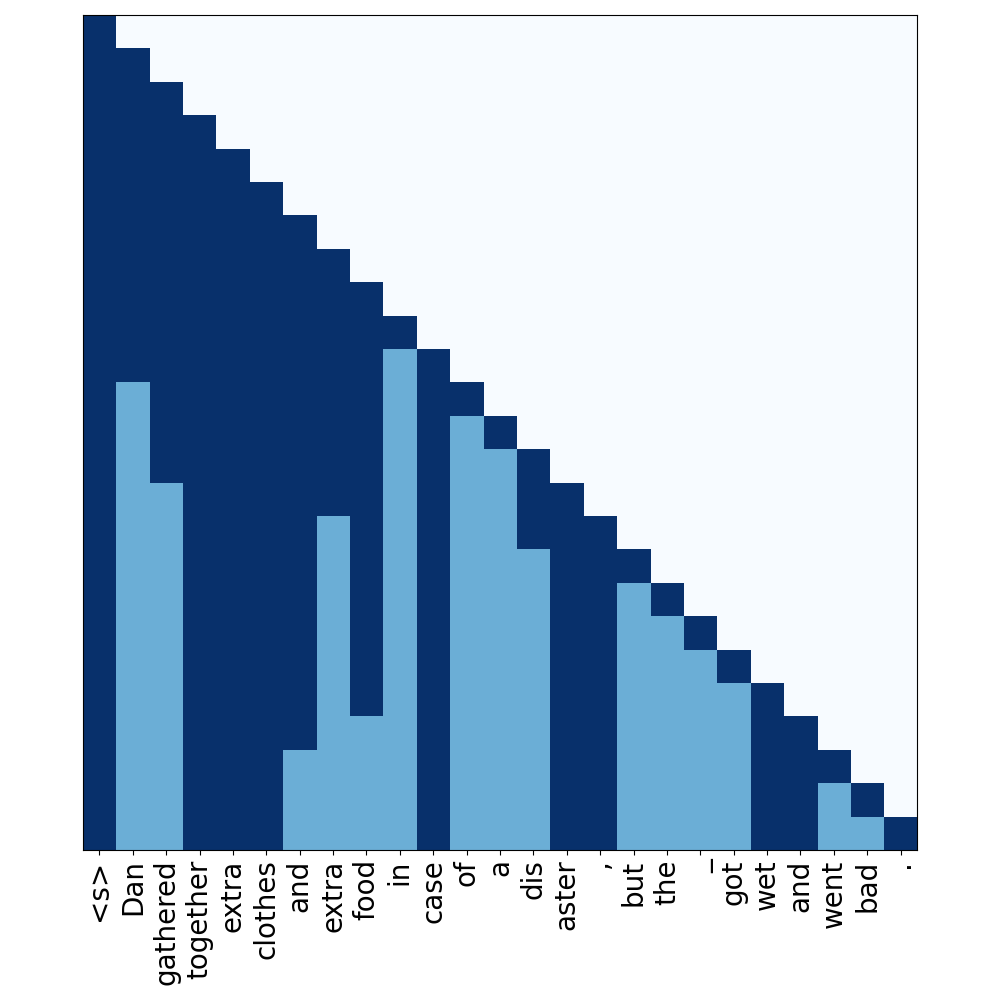 <s> Dan gathered together extra clothes and extra food in case of a dis aster , but the _ got wet and went bad .